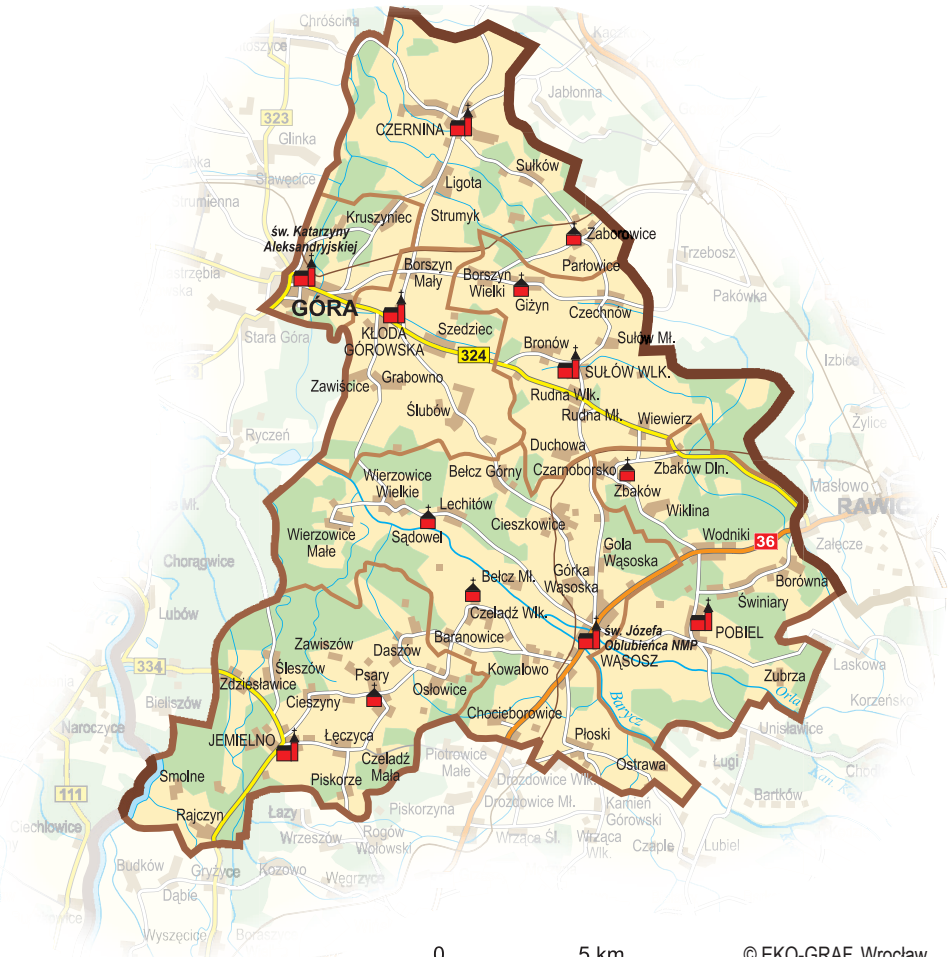 Chróścina
Jabłonna
323
Glinka
CZERNINA
Sułków
Sławęcice
Ligota
Kruszyniec
Strumyk
św. Katarzyny
Aleksandryjskiej
Zaborowice
Trzebosz
Parłowice
Borszyn
Mały
Borszyn
Wielki
Giżyn
Pakówka
GÓRA
Czechnów
Stara Góra
KŁODA
GÓROWSKA
Szedziec
324
Bronów
Sułów Mł.
SUŁÓW WLK.
Izbice
Zawiścice
Grabowno
Rudna Wlk.
Ślubów
Rudna Mł.
Wiewierz
Żylice
Ryczeń
Duchowa
Wierzowice
Wielkie
Bełcz Górny
Czarnoborsko
Zbaków Dln.
Zbaków
Masłowo
Lechitów
RAWICZ
Wiklina
Cieszkowice
Wierzowice
Małe
Sądowel
Wodniki
36
Załęcze
Gola
Wąsoska
Chorągwice
Bełcz Mł.
Górka
Wąsoska
Borówna
Świniary
Lubów
Czeladź Wlk.
Zawiszów
Baranowice
św. Józefa
Oblubieńca NMP
POBIEL
Daszów
WĄSOSZ
334
Śleszów
Psary
Kowalowo
Laskowa
Zdziesławice
Osłowice
Zubrza
Bieliszów
Cieszyny
Orla
Korzeńsko
Barycz
Naroczyce
Chocieborowice
Unisławice
JEMIELNO
Łęczyca
Płoski
Czeladź
Mała
Piotrowice
Małe
Ostrawa
Ługi
Smolne
Piskorze
Drozdowice Wlk.
Bartków
111
Łazy
Piskorzyna
Drozdowice Mł.
Kamień
Górowski
Rajczyn
Ciechłowice
Wrzeszów
Rogów
Wołowski
Wrząca Śl.
Wrząca
Wlk.
Czaple
Lubiel
Budków
Gryżyce
Kozowo
Węgrzyce
Dąbie
Wyszęcice
0
5 km
© EKO-GRAF, Wrocław